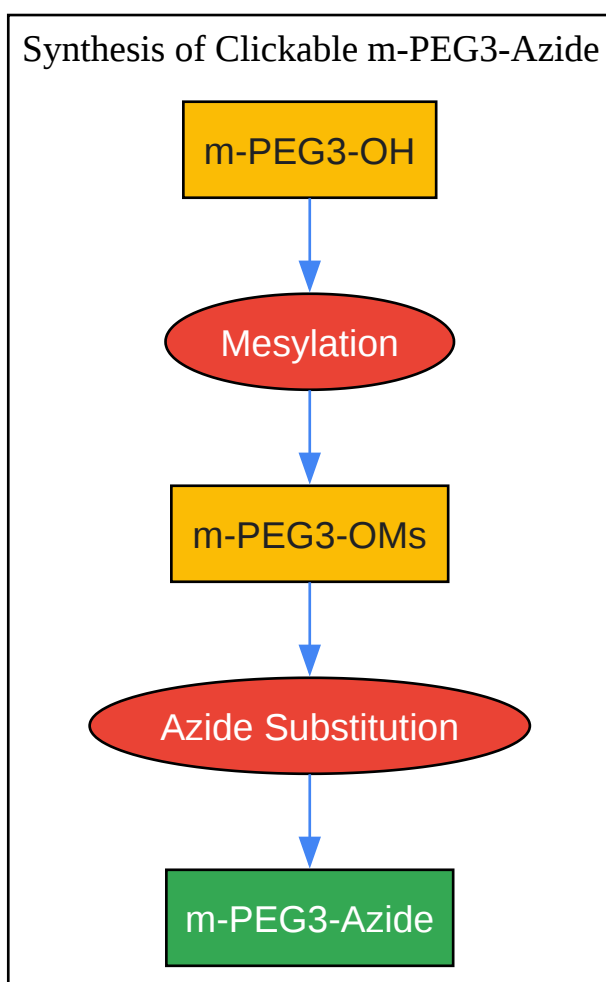 Synthesis of Clickable m-PEG3-Azide
m-PEG3-OH
Mesylation
m-PEG3-OMs
Azide Substitution
m-PEG3-Azide